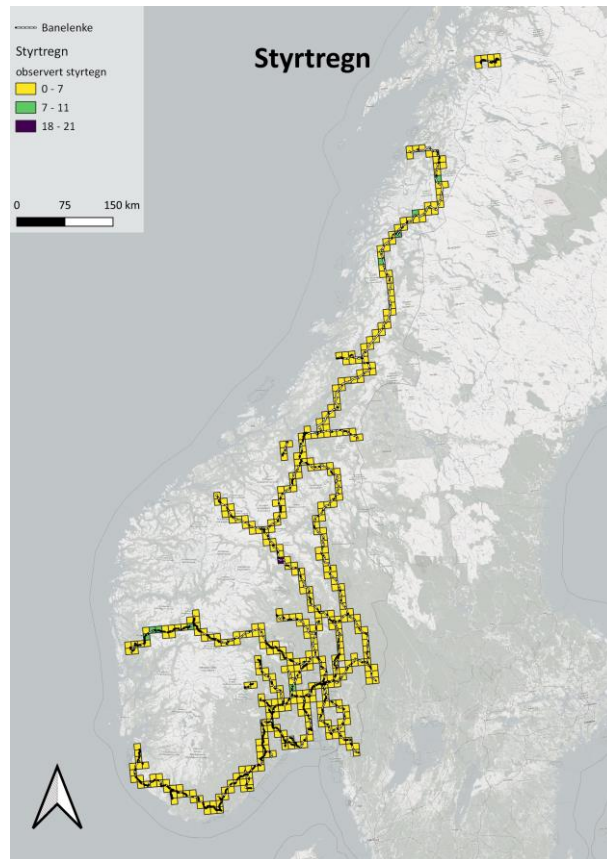 Banelenke
Styrtregn
observert styrtegn
0 - 7
7 - 11
18 - 21
0 75 150 km
Styrtregn